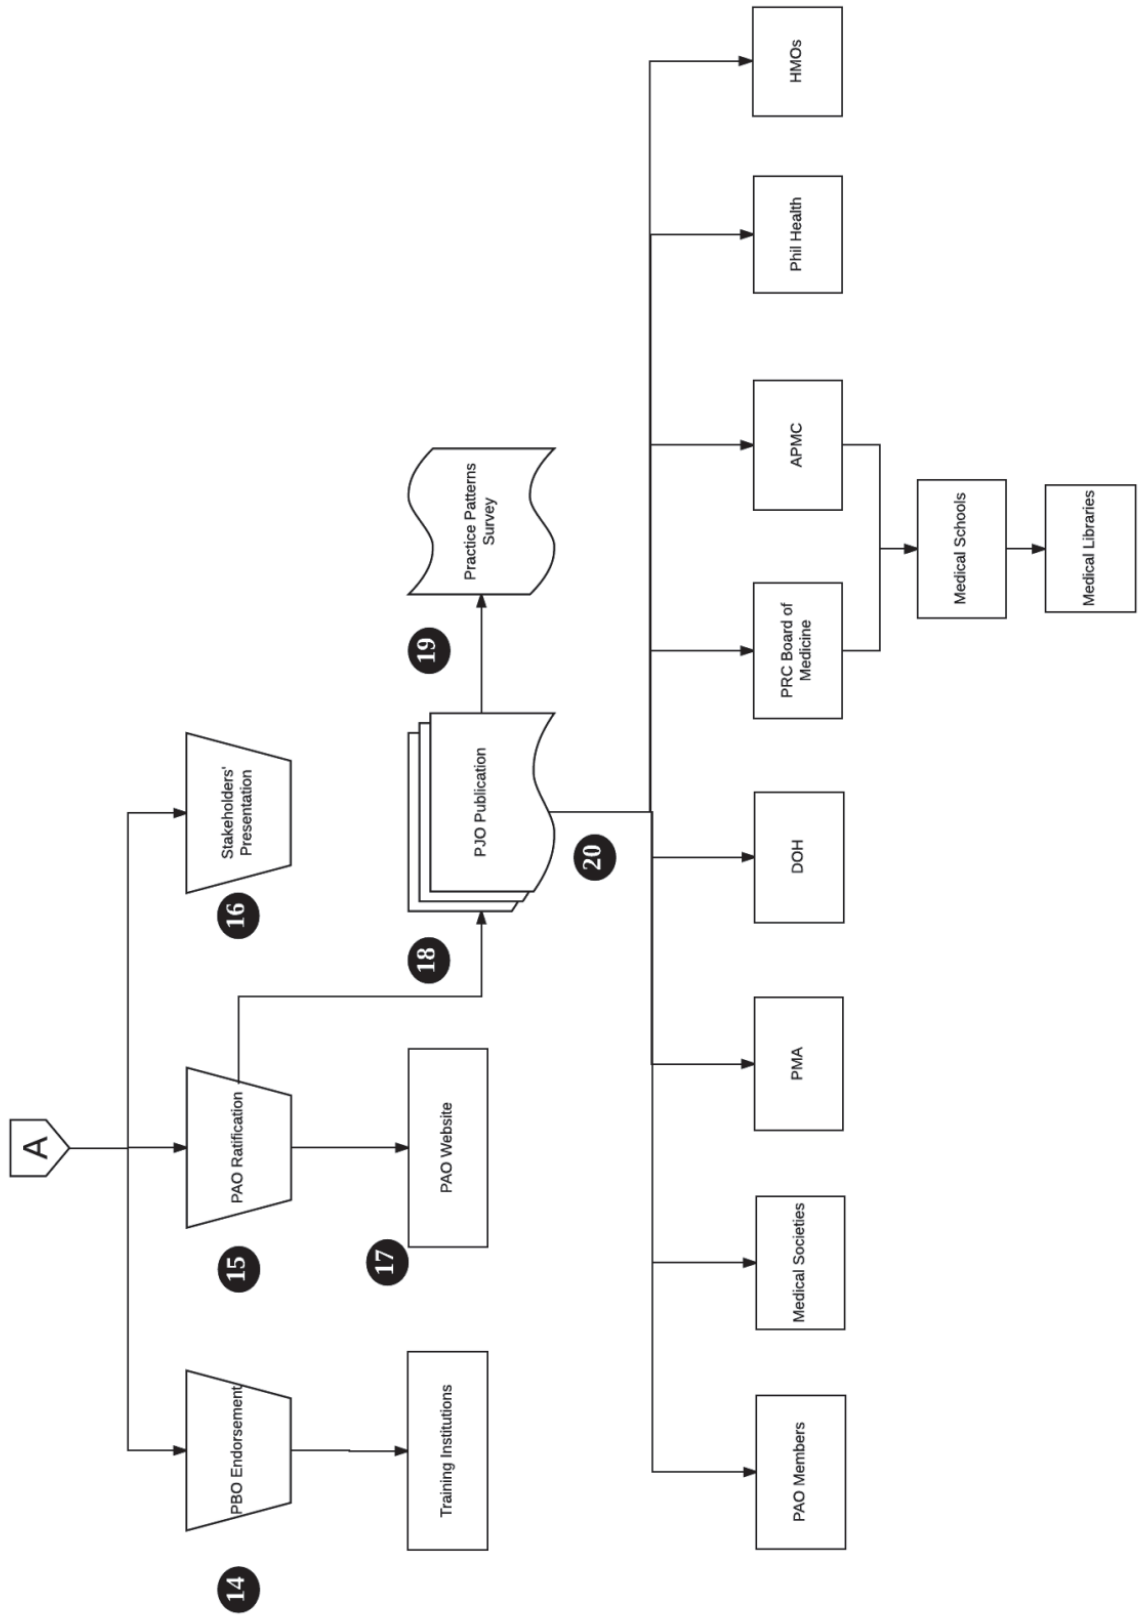 A
14
PBO Endorsement
15
PAO Ratification
16
Stakeholders'
Presentation
Training Institutions
17
PAO Website
18
PJO Publication
19
Practice Patterns
Survey
20
PAO Members
Medical Societies
PMA
DOH
PRC Board of
Medicine
APMC
Phil Health
HMOs
Medical Schools
Medical Libraries